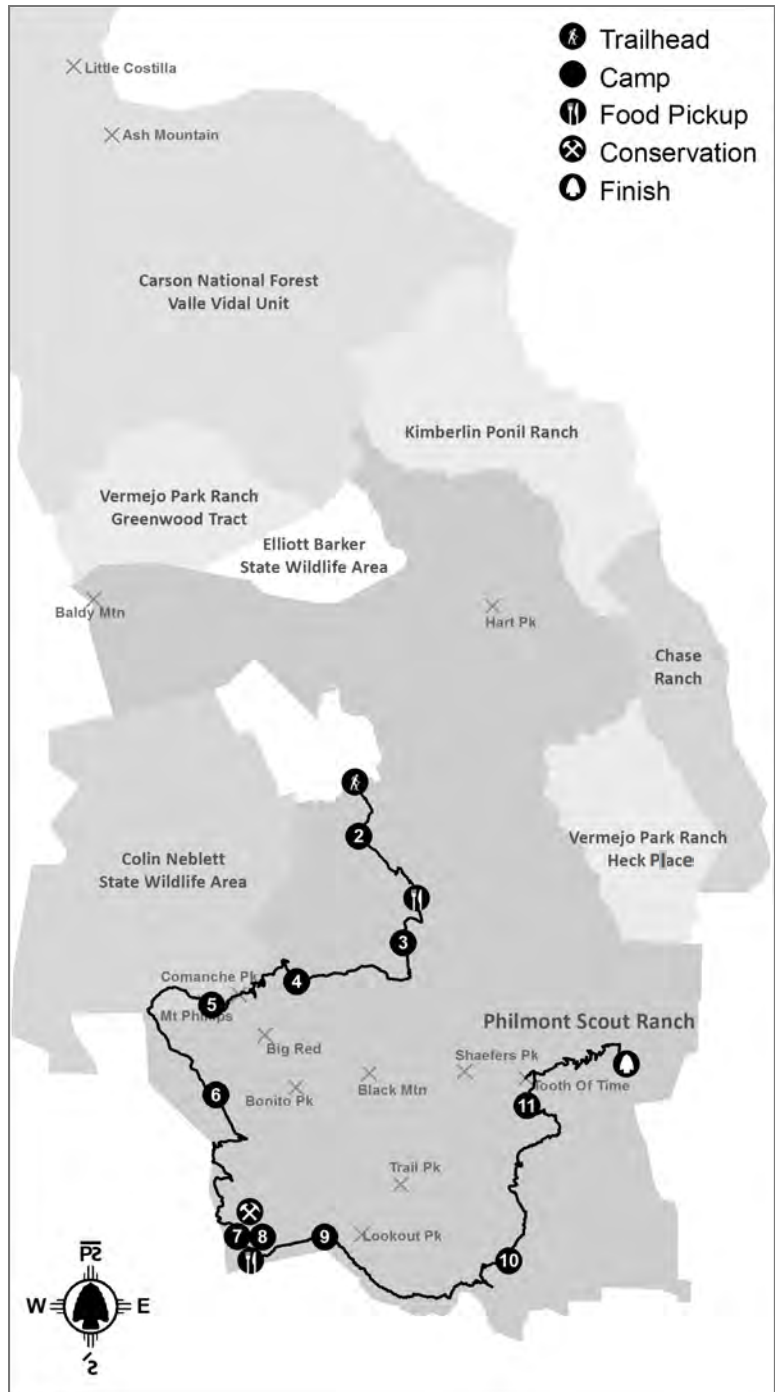 Trailhead
Camp
Food Pickup
Conservation
Finish
Little Costilla
Ash Mountain
Carson National Forest
Valle Vidal Unit
Kimberlin Ponil Ranch
Vermejo Park Ranch
Greenwood Tract
Elliott Barker
State Wildlife Area
Baldy Mtn
Hart Pk
Chase
Ranch
2
Vermejo Park Ranch
Heck Place
Colin Neblett
State Wildlife Area
3
Comanche Pk
4
5
Mt Phillips
Philmont Scout Ranch
Big Red
Shaefers Pk
Black Mtn
Tooth Of Time
Bonito Pk
6
11
Trail Pk
7
8
9
Lookout Pk
10
W
E